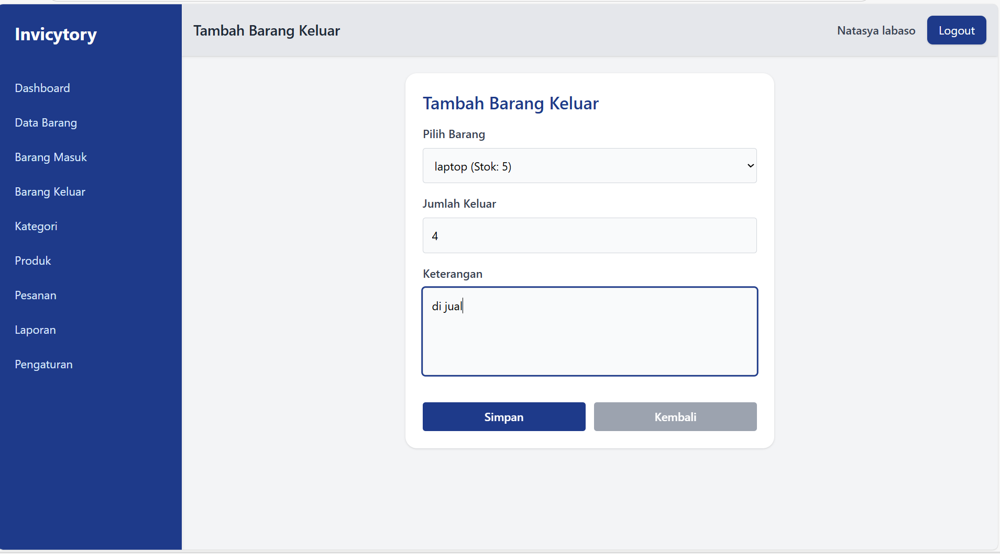 Invicytory
Dashboard
Data Barang
Barang Masuk
Barang Keluar
Kategori
Produk
Pesanan
Laporan
Pengaturan
Tambah Barang Keluar
Natasya labaso
Logout
Tambah Barang Keluar
Pilih Barang
laptop (Stok: 5)
Jumlah Keluar
4
Keterangan
di jual
Simpan
Kembali